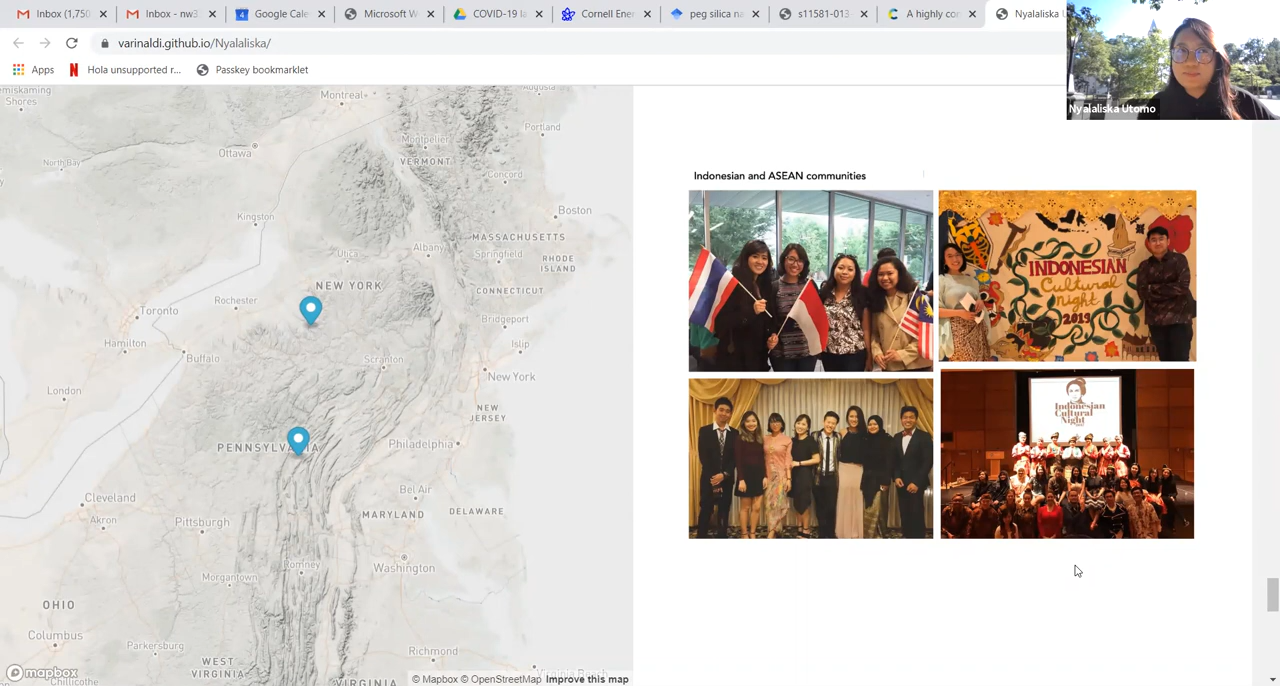 Inbox (1,750
Inbox - nw3
Google Cale
Microsoft W
COVID-19 la
Cornell Ener
peg silica na
s11581-013-
A highly co
Nyalaliska U
varinaldi.github.io/Nyalaliska/
Apps
Hola unsupported r...
Passkey bookmarklet
Nyalaliska Utomo
emiskaming
Shores
Montreal
Augusta
North Bay
Ottawa
Montpelier
Portland
VERMONT
Concord
Kingston
Boston
Utica
Albany
MASSACHUSETTS
Springfield
RHODE
ISLAND
Toronto
Rochester
NEW YORK
CONNECTICUT
Hamilton
Bridgeport
Buffalo
Scranton
Islip
London
New York
NEW
JERSEY
PENNSYLVANIA
Philadelphia
Cleveland
Bel Air
Akron
Pittsburgh
MARYLAND
DELAWARE
Romney
Washington
Morgantown
OHIO
Columbus
Parkersburg
Richmond
WEST
VIRGINIA
mapbox
Chillicothe
VIRGINIA
Virginia Beach
© Mapbox © OpenStreetMap Improve this map
Indonesian and ASEAN communities
INDONESIAN
Cultural
night
2019
Indonesian
Cultural
Night